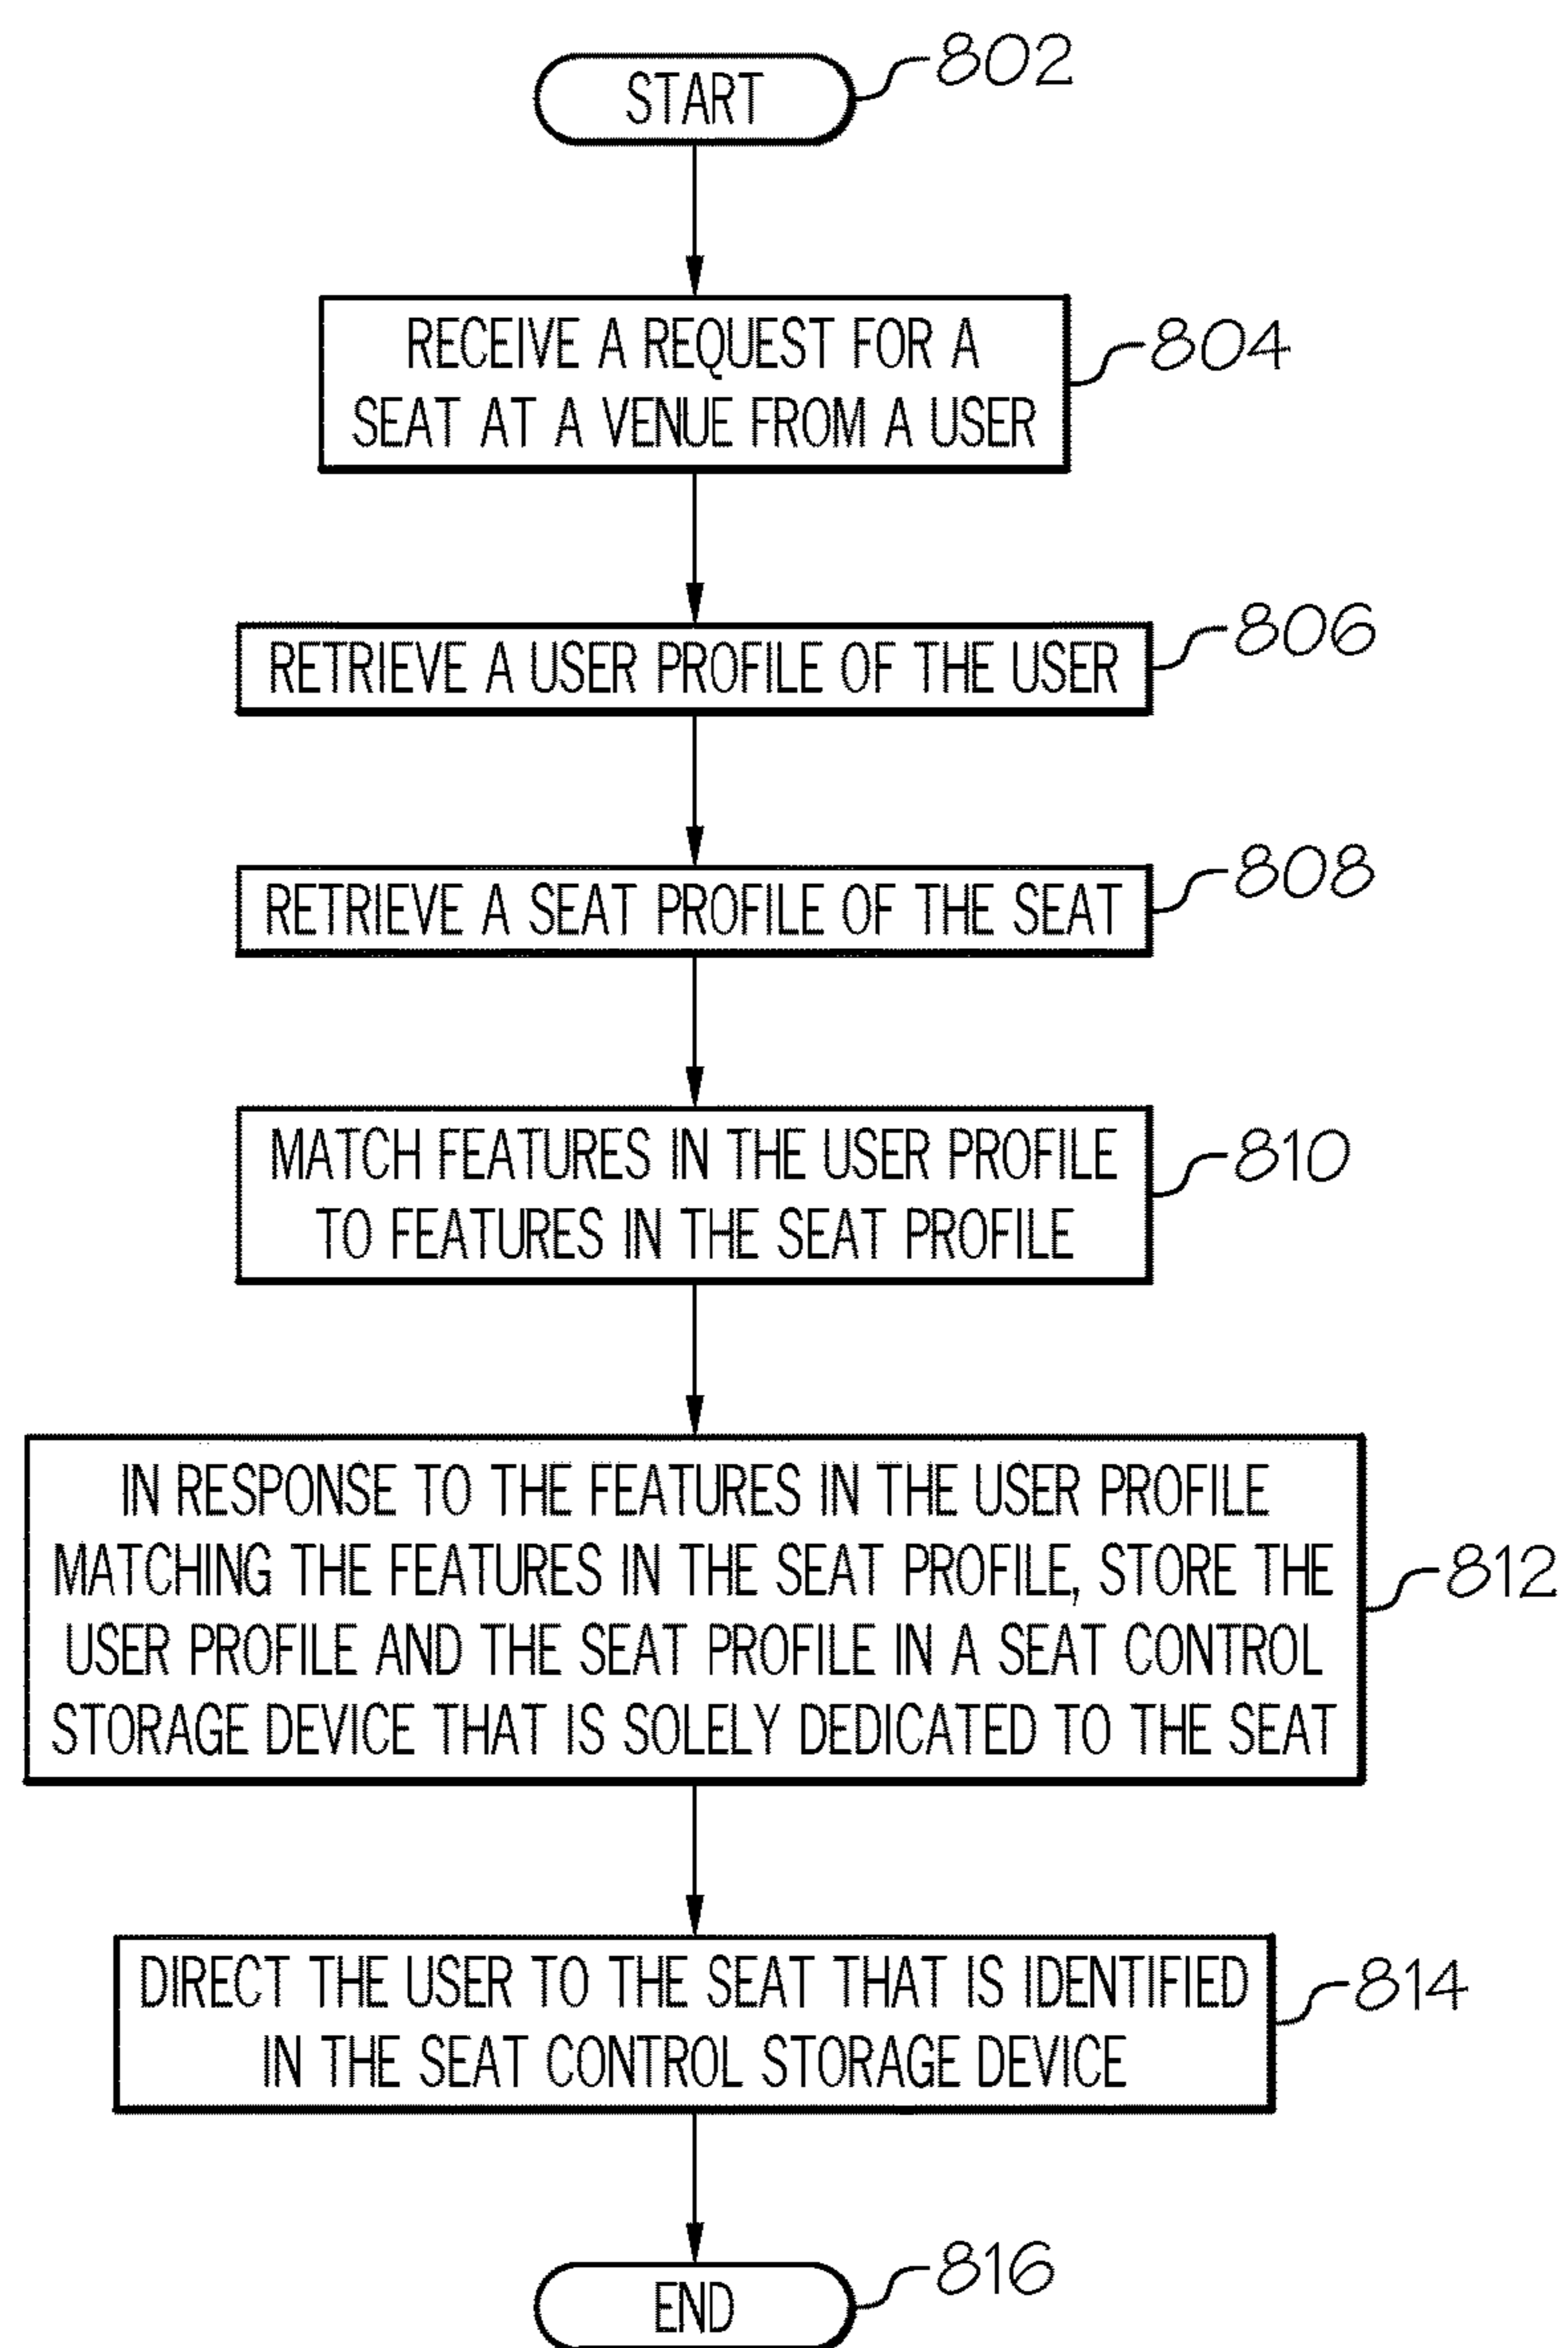 START
802
RECEIVE A REQUEST FOR A
SEAT AT A VENUE FROM A USER
804
RETRIEVE A USER PROFILE OF THE USER
806
RETRIEVE A SEAT PROFILE OF THE SEAT
808
MATCH FEATURES IN THE USER PROFILE
TO FEATURES IN THE SEAT PROFILE
810
IN RESPONSE TO THE FEATURES IN THE USER PROFILE
MATCHING THE FEATURES IN THE SEAT PROFILE, STORE THE
USER PROFILE AND THE SEAT PROFILE IN A SEAT CONTROL
STORAGE DEVICE THAT IS SOLELY DEDICATED TO THE SEAT
812
DIRECT THE USER TO THE SEAT THAT IS IDENTIFIED
IN THE SEAT CONTROL STORAGE DEVICE
814
END
816